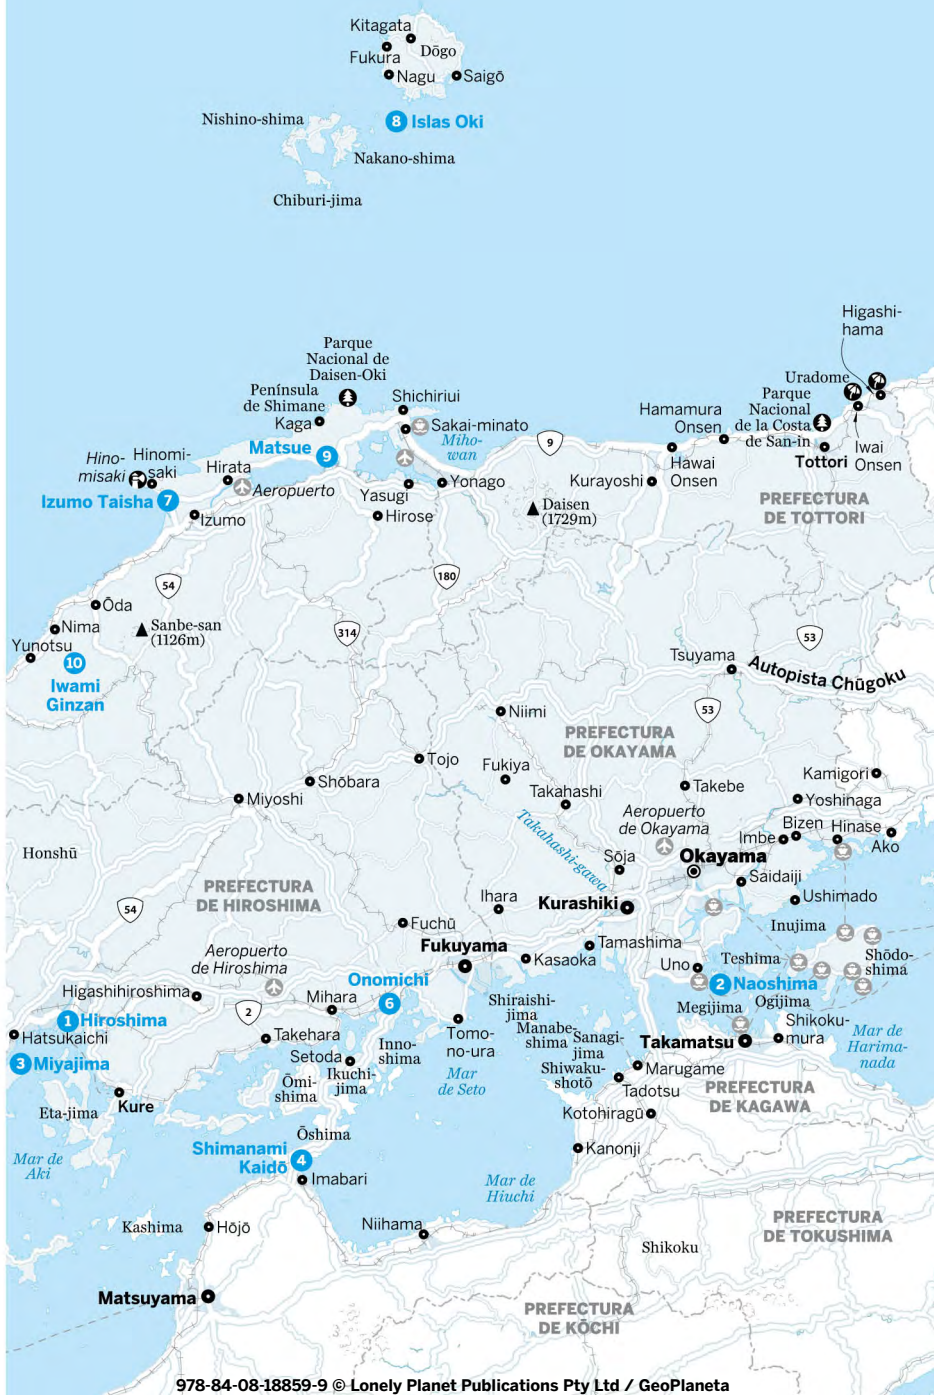 Kitagata
Dōgo
Fukura
Nagu
Saigō
Nishino-shima
8 Islas Oki
Nakano-shima
Chiburi-jima
Higashi-
hama
Parque
Nacional de
Daisen-Oki
Uradome
Península
de Shimane
Kaga
Shichiriui
Parque
Nacional
de la Costa
de San-in
Hamamura
Onsen
Sakai-minato
Miho-
wan
9
Matsue
9
Hino-
misaki
Hinomi-
saki
Hirata
Aeropuerto
Yasugi
Yonago
Hawai
Onsen
Kurayoshi
Tottori
Iwai
Onsen
Izumo Taisha 7
Izumo
Hirose
Daisen
(1729m)
PREFECTURA
DE TOTTORI
54
180
Ōda
Nima
Sanbe-san
(1126m)
314
53
Yunotsu
10
Iwami
Ginzan
Tsuyama
Autopista Chūgoku
Niimi
53
PREFECTURA
DE OKAYAMA
Tojo
Fukiya
Shōbara
Takahashi
Takebe
Kamigori
Miyoshi
Yoshinaga
Takahashi-gawa
Aeropuerto
de Okayama
Imbe
Bizen
Hinase
Ako
Honshū
Sōja
Okayama
Saidaiji
PREFECTURA
DE HIROSHIMA
Ihara
Kurashiki
Ushimado
54
Fuchū
Inujima
Fukuyama
Tamashima
Aeropuerto
de Hiroshima
Kasaoka
Uno
Teshima
Shōdo-
shima
Onomichi
6
2 Naoshima
Higashihiroshima
Mihara
Shiraishi-
jima
Megijima
Ogijima
1 Hiroshima
2
Hatsukaichi
Takehara
Inno-
shima
Tomo-
no-ura
Manabe-
shima
Sanagi-
jima
Takamatsu
Shikoku-
mura
Mar de
Harima-
nada
3 Miyajima
Setoda
Ikuchi-
jima
Mar
de Seto
Shiwaku-
shotō
Marugame
Ōmi-
shima
Tadotsu
PREFECTURA
DE KAGAWA
Eta-jima
Kure
Kotohiragū
Ōshima
Shimanami
Kaidō 4
Kanonji
Mar de
Aki
Imabari
Mar de
Hiuchi
Kashima
Hōjō
Niihama
PREFECTURA
DE TOKUSHIMA
Shikoku
Matsuyama
PREFECTURA
DE KŌCHI
978-84-08-18859-9 © Lonely Planet Publications Pty Ltd / GeoPlaneta